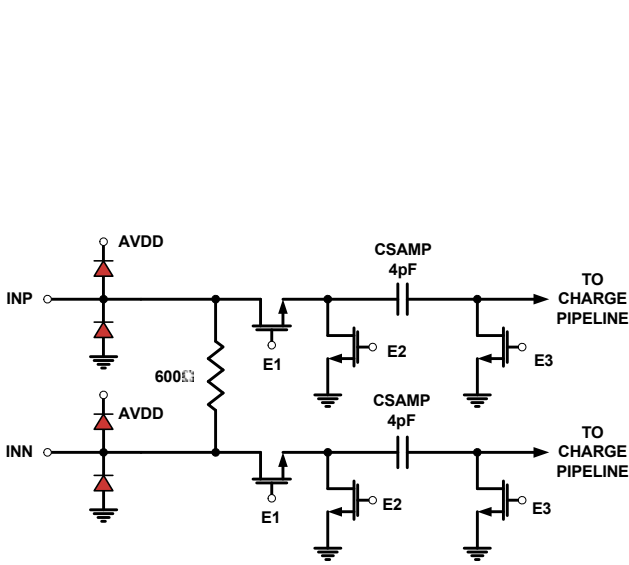 AVDD
CSAMP
4pF
INP
TO
CHARGE
PIPELINE
E1
E2
E3
600
AVDD
CSAMP
4pF
INN
TO
CHARGE
PIPELINE
E1
E2
E3